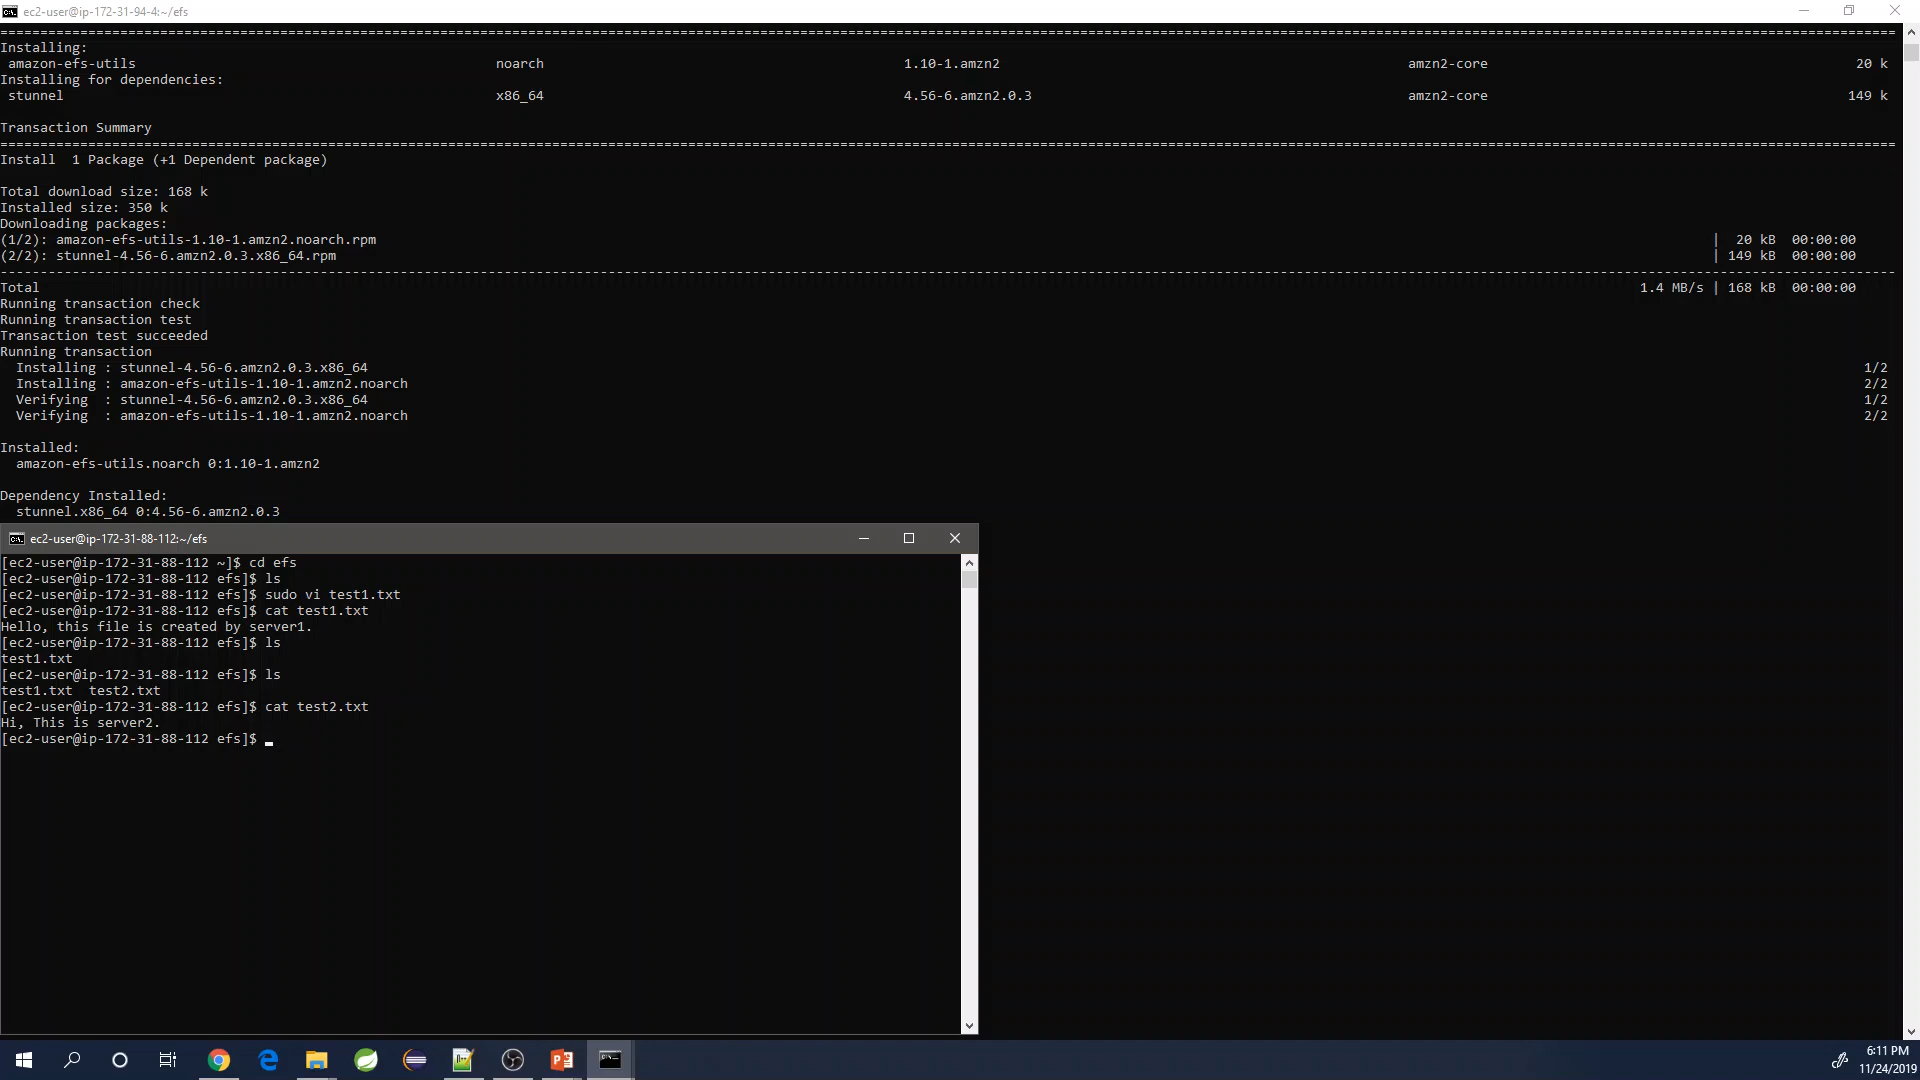 ec2-user@ip-172-31-94-4:~/efs
================================================================================
Installing:
amazon-efs-utils noarch 1.10-1.amzn2 amzn2-core 20 k
Installing for dependencies:
stunnel x86_64 4.56-6.amzn2.0.3 amzn2-core 149 k
Transaction Summary
================================================================================
Install 1 Package (+1 Dependent package)
Total download size: 168 k
Installed size: 350 k
Downloading packages:
(1/2): amazon-efs-utils-1.10-1.amzn2.noarch.rpm | 20 kB 00:00:00
(2/2): stunnel-4.56-6.amzn2.0.3.x86_64.rpm | 149 kB 00:00:00
--------------------------------------------------------------------------------
Total 1.4 MB/s | 168 kB 00:00:00
Running transaction check
Running transaction test
Transaction test succeeded
Running transaction
Installing : stunnel-4.56-6.amzn2.0.3.x86_64 1/2
Installing : amazon-efs-utils-1.10-1.amzn2.noarch 2/2
Verifying : stunnel-4.56-6.amzn2.0.3.x86_64 1/2
Verifying : amazon-efs-utils-1.10-1.amzn2.noarch 2/2
Installed:
amazon-efs-utils.noarch 0:1.10-1.amzn2
Dependency Installed:
stunnel.x86_64 0:4.56-6.amzn2.0.3
ec2-user@ip-172-31-88-112:~/efs
[ec2-user@ip-172-31-88-112 ~]$ cd efs
[ec2-user@ip-172-31-88-112 efs]$ ls
[ec2-user@ip-172-31-88-112 efs]$ sudo vi test1.txt
[ec2-user@ip-172-31-88-112 efs]$ cat test1.txt
Hello, this file is created by server1.
[ec2-user@ip-172-31-88-112 efs]$ ls
test1.txt
[ec2-user@ip-172-31-88-112 efs]$ ls
test1.txt test2.txt
[ec2-user@ip-172-31-88-112 efs]$ cat test2.txt
Hi, This is server2.
[ec2-user@ip-172-31-88-112 efs]$
6:11 PM
11/24/2019